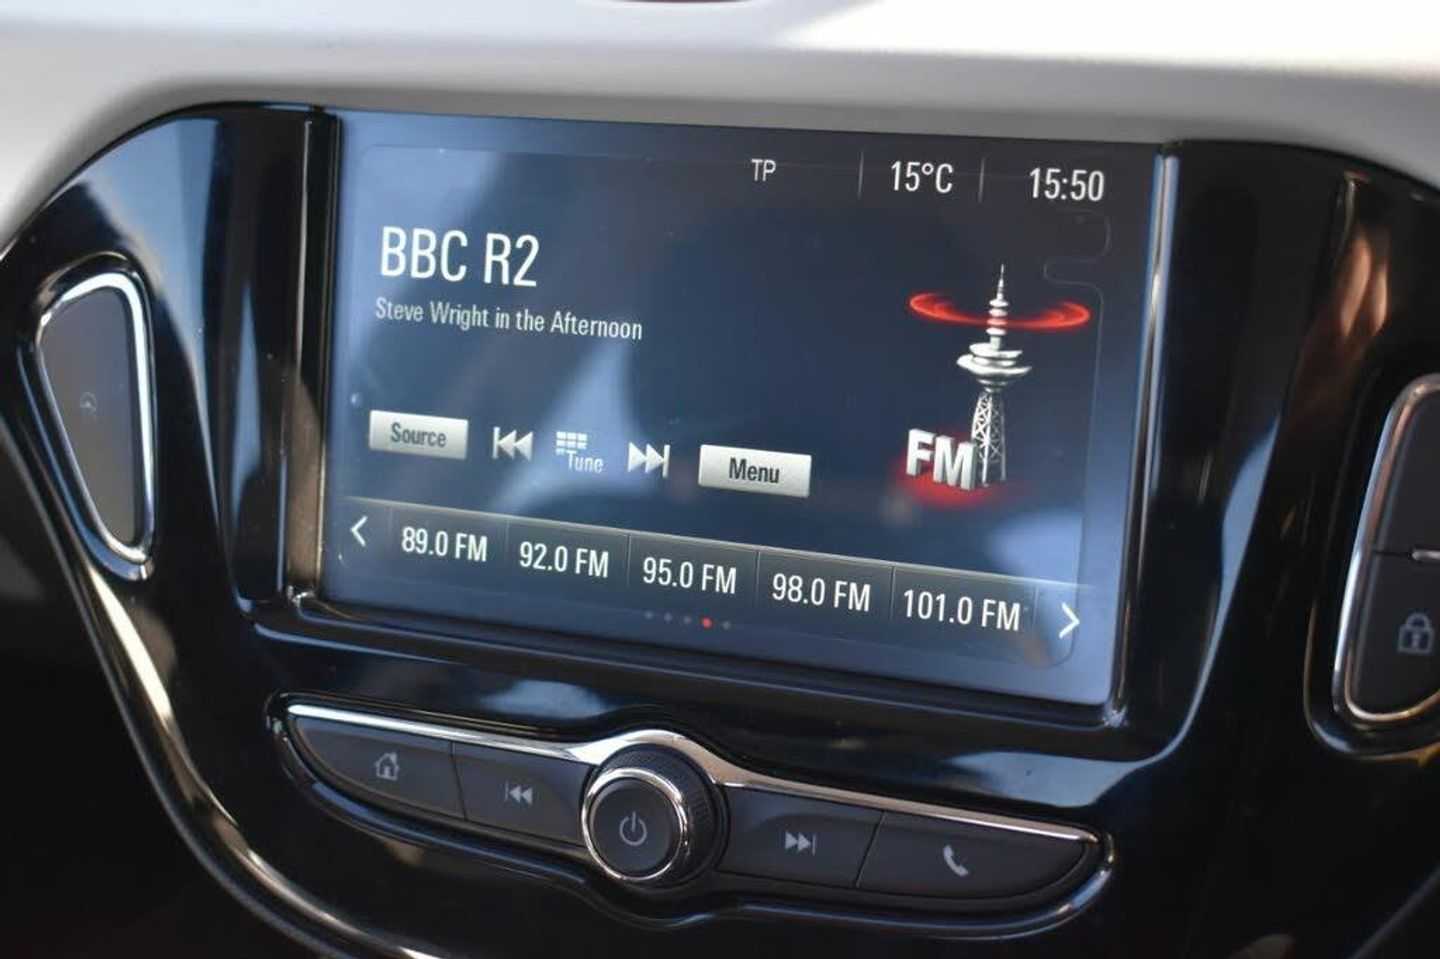 TP 15°C 15:50
BBC R2
Steve Wright in the Afternoon
Source Tune Menu
FM
89.0 FM 92.0 FM 95.0 FM 98.0 FM 101.0 FM